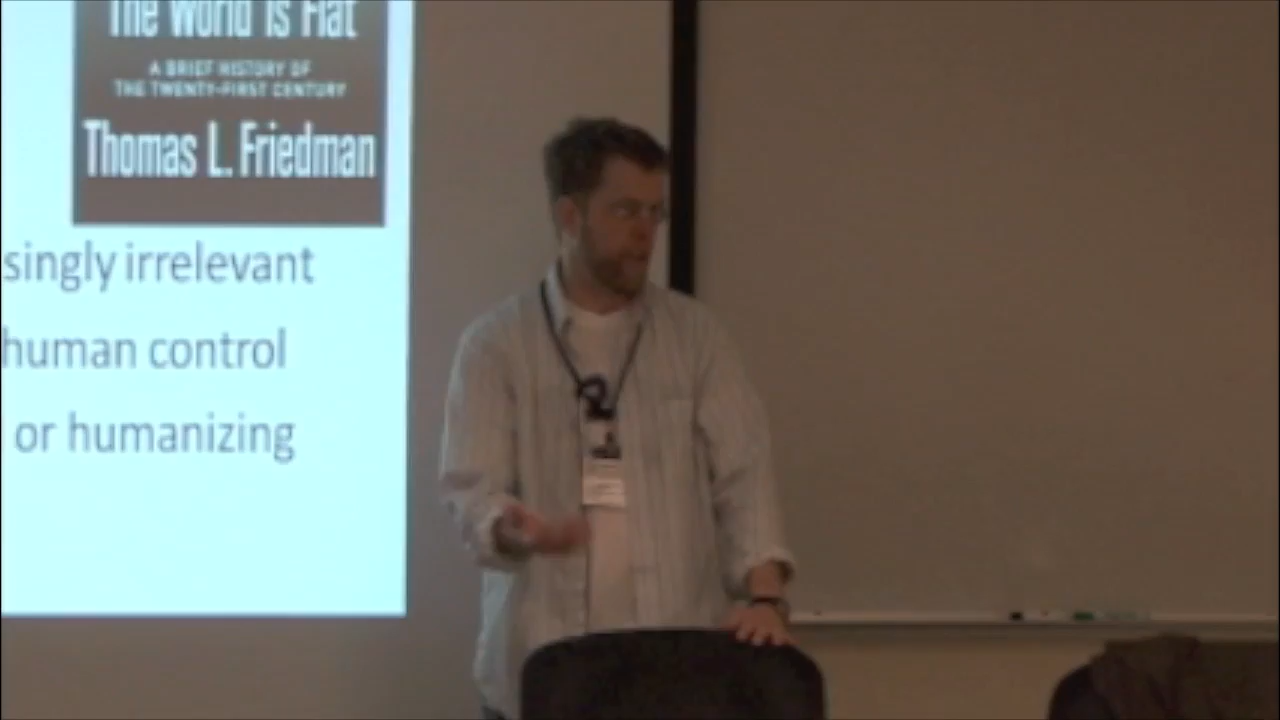 The World Is Flat
A BRIEF HISTORY OF
THE TWENTY-FIRST CENTURY
Thomas L. Friedman
singly irrelevant
human control
or humanizing